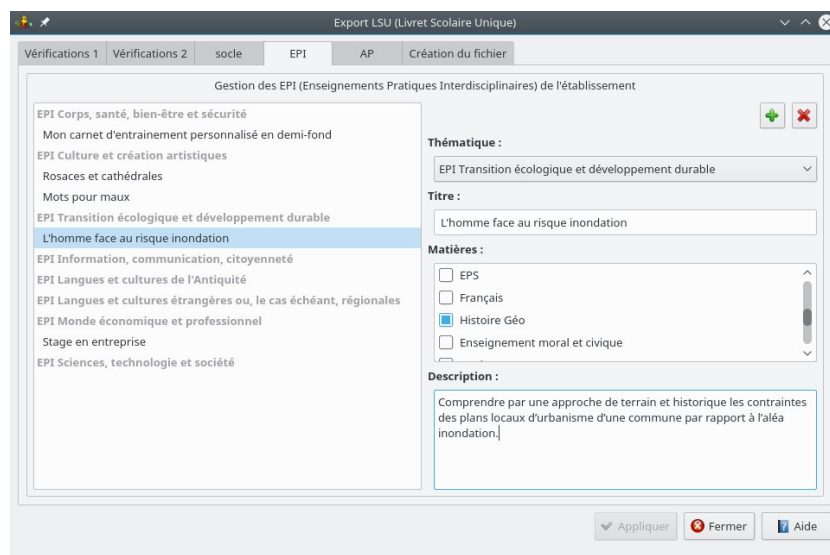 Export LSU (Livret Scolaire Unique)
Vérifications 1 Vérifications 2 socle EPI AP Création du fichier
Gestion des EPI (Enseignements Pratiques Interdisciplinaires) de l'établissement
EPI Corps, santé, bien-être et sécurité
Mon carnet d'entrainement personnalisé en demi-fond
EPI Culture et création artistiques
Rosaces et cathédrales
Mots pour maux
EPI Transition écologique et développement durable
L'homme face au risque inondation
EPI Information, communication, citoyenneté
EPI Langues et cultures de l'Antiquité
EPI Langues et cultures étrangères ou, le cas échéant, régionales
EPI Monde économique et professionnel
Stage en entreprise
EPI Sciences, technologie et société
Thématique :
EPI Transition écologique et développement durable
Titre :
L'homme face au risque inondation
Matières :
EPS
Français
Histoire Géo
Enseignement moral et civique
Description :
Comprendre par une approche de terrain et historique les contraintes
des plans locaux d'urbanisme d'une commune par rapport à l'aléa
inondation.
Appliquer Fermer Aide